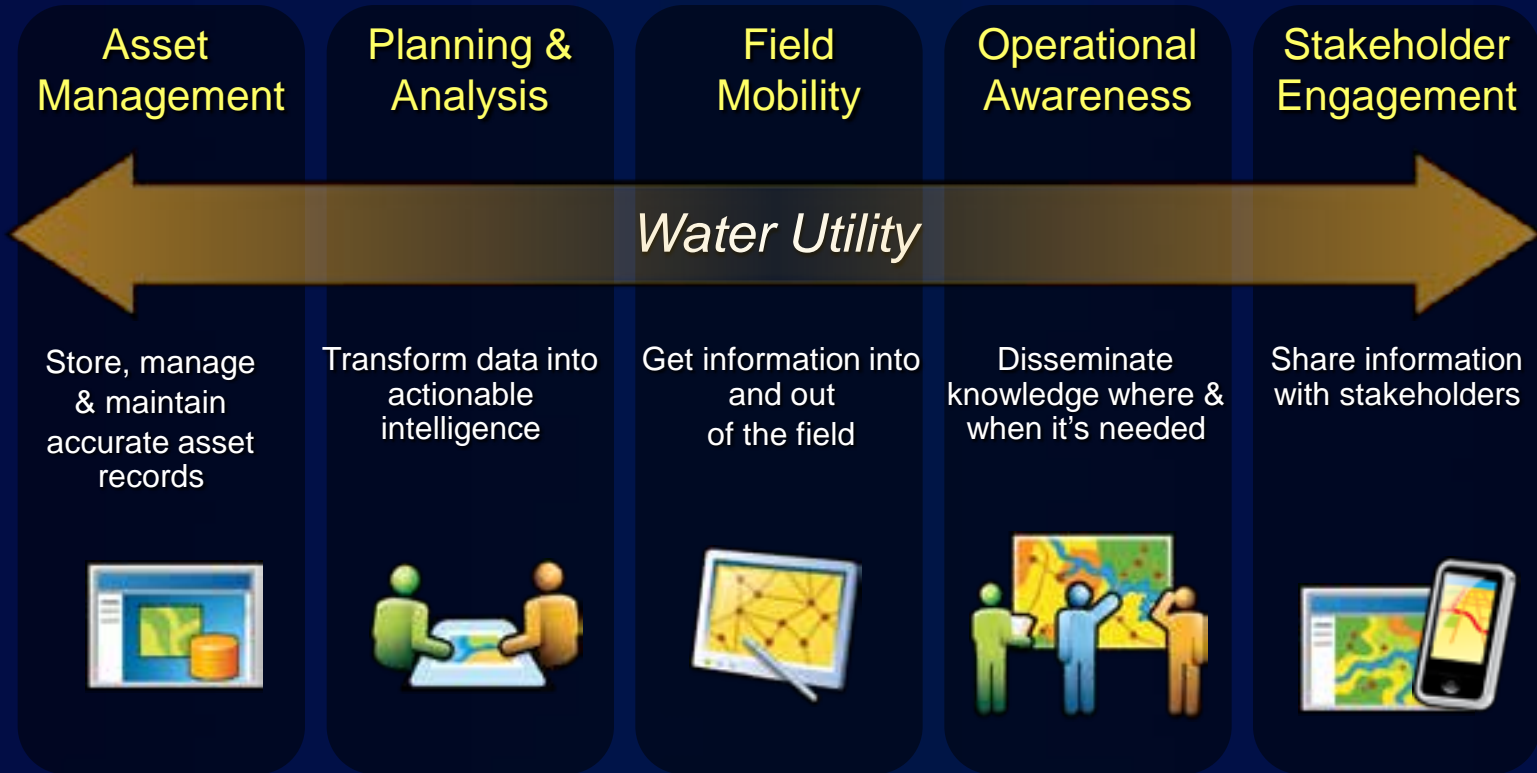 Asset
Management
Planning &
Analysis
Field
Mobility
Operational
Awareness
Stakeholder
Engagement
Water Utility
Store, manage
& maintain
accurate asset
records
Transform data into
actionable
intelligence
Get information into
and out
of the field
Disseminate
knowledge where &
when it's needed
Share information
with stakeholders